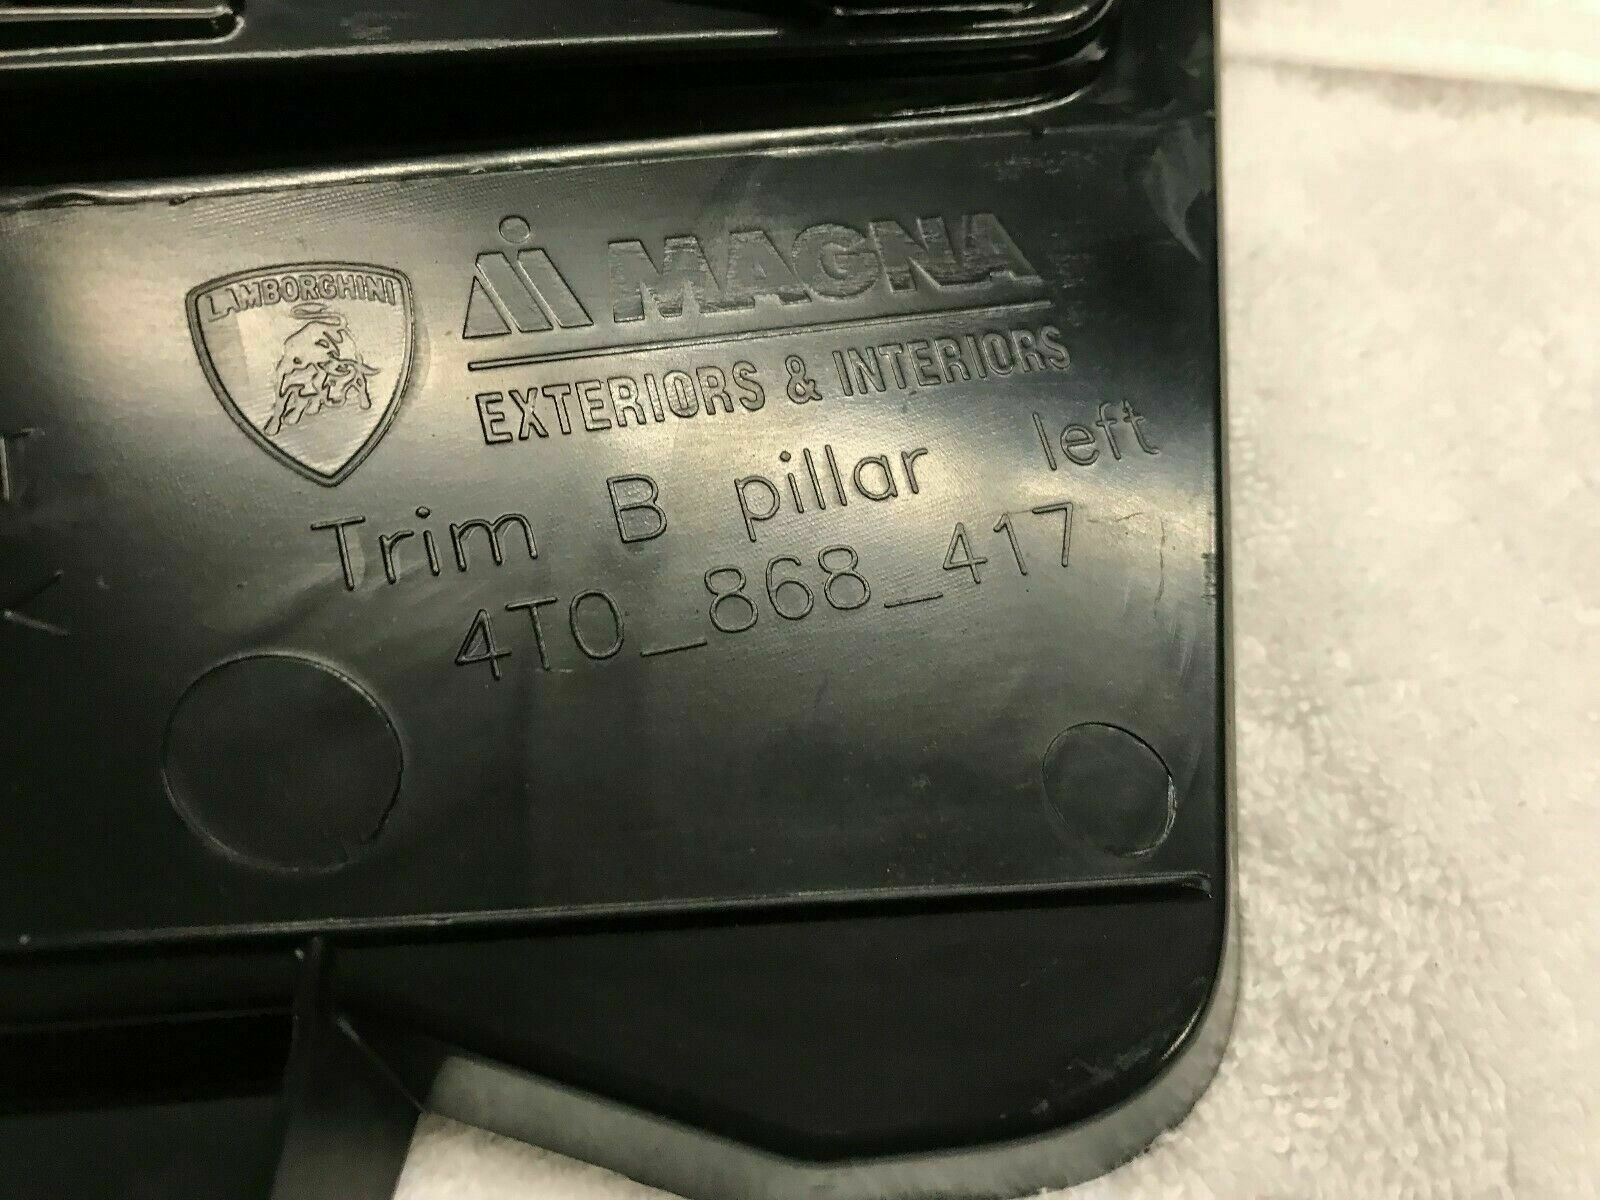 LAMBORGHINI
MAGNA
EXTERIORS & INTERIORS
Trim B pillar left
4T0_868_417